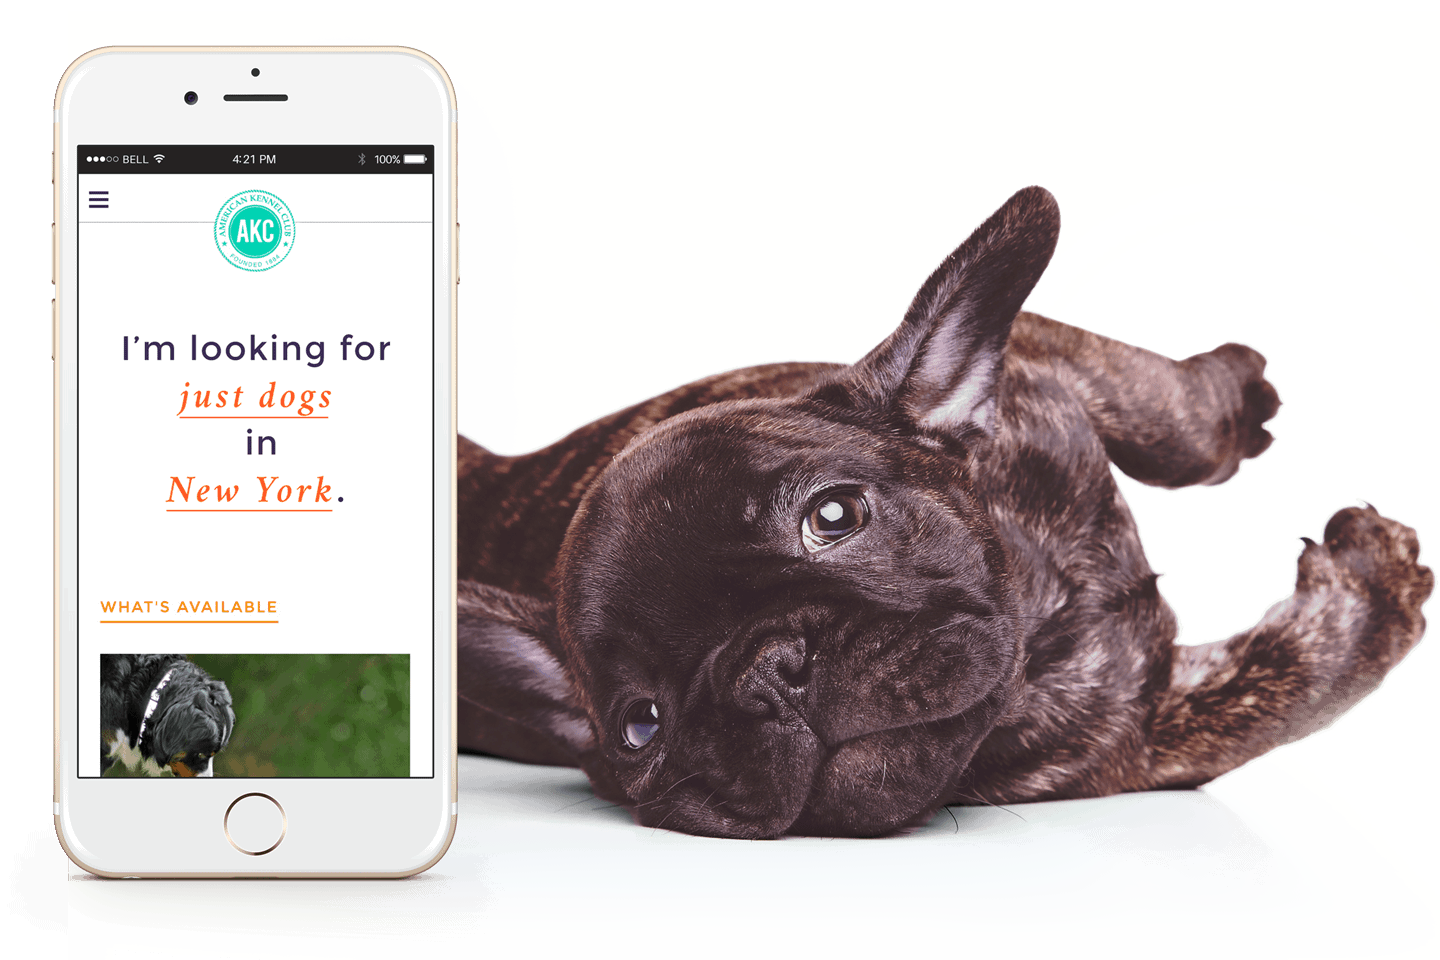 BELL
4:21 PM
100%
AMERICAN KENNEL CLUB
AKC
FOUNDED 1884
I'm looking for
just dogs
in
New York.
WHAT'S AVAILABLE